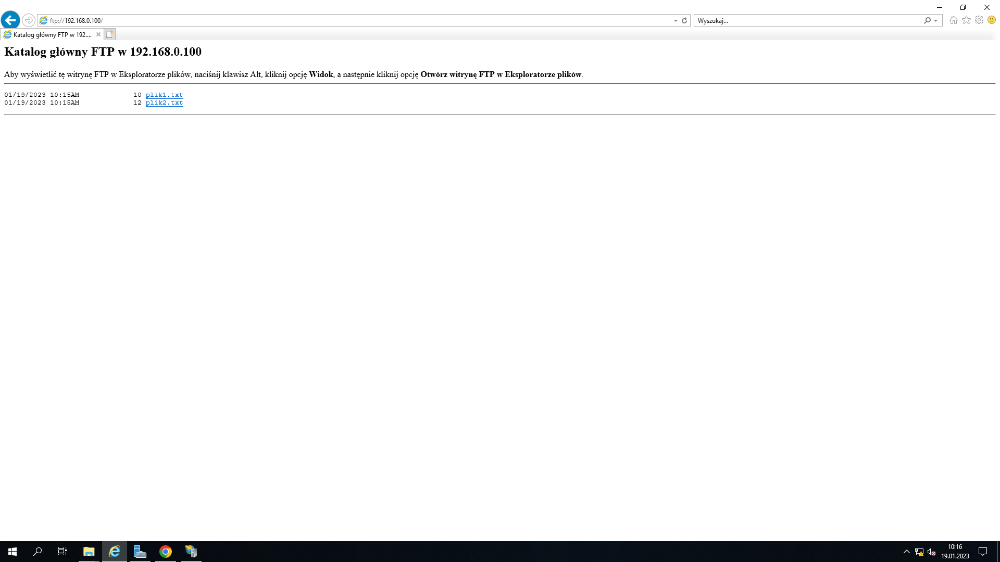 ftp://192.168.0.100/
Wyszukaj...
Katalog główny FTP w 192....
Katalog główny FTP w 192.168.0.100
Aby wyświetlić tę witrynę FTP w Eksploratorze plików, naciśnij klawisz Alt, kliknij opcję Widok, a następnie kliknij opcję Otwórz witrynę FTP w Eksploratorze plików.
01/19/2023 10:15AM 10 plik1.txt
01/19/2023 10:15AM 12 plik2.txt
10:16
19.01.2023